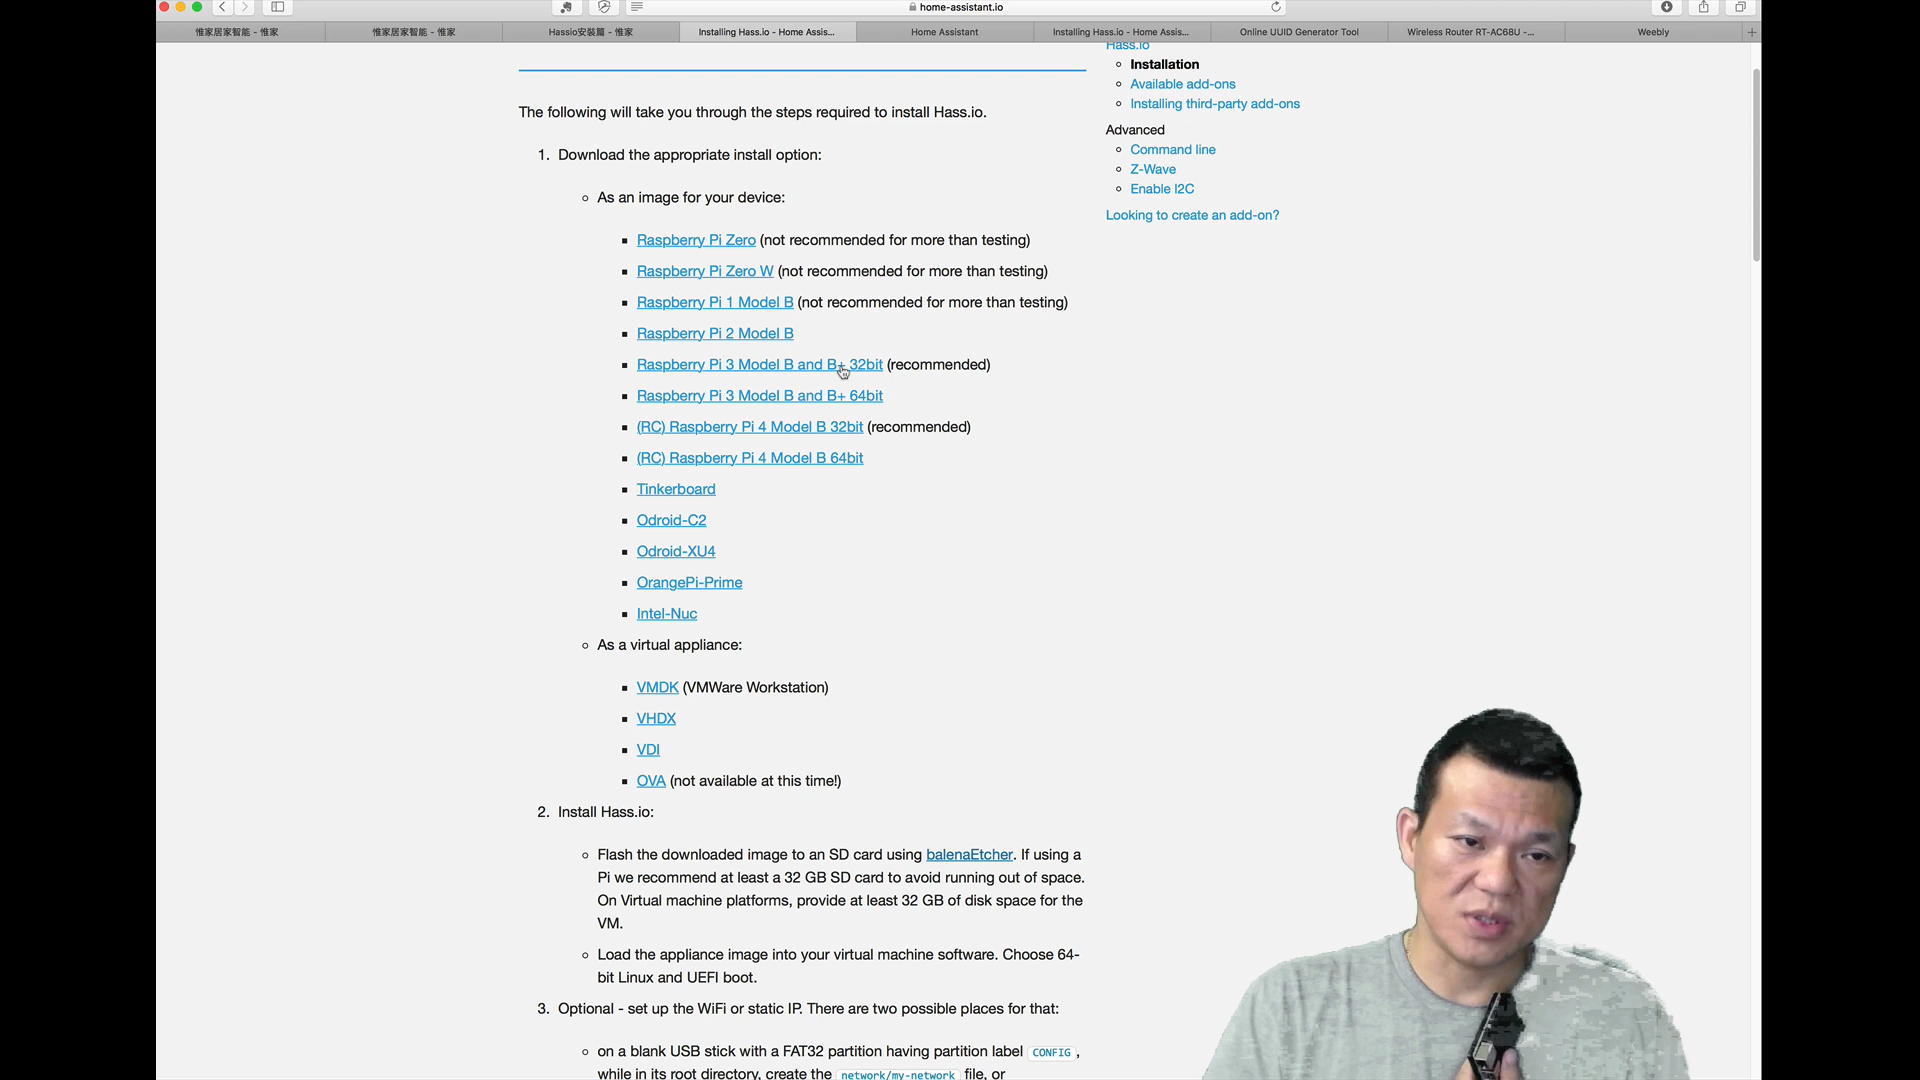 home-assistant.io
惟家居家智能 - 惟家
惟家居家智能 - 惟家
Hassio安裝篇 - 惟家
Installing Hass.io - Home Assis...
Home Assistant
Installing Hass.io - Home Assis...
Online UUID Generator Tool
Wireless Router RT-AC68U -...
Weebly
Hass.io
Installation
Available add-ons
Installing third-party add-ons
Advanced
Command line
Z-Wave
Enable I2C
Looking to create an add-on?
The following will take you through the steps required to install Hass.io.
1. Download the appropriate install option:
As an image for your device:
Raspberry Pi Zero (not recommended for more than testing)
Raspberry Pi Zero W (not recommended for more than testing)
Raspberry Pi 1 Model B (not recommended for more than testing)
Raspberry Pi 2 Model B
Raspberry Pi 3 Model B and B+ 32bit (recommended)
Raspberry Pi 3 Model B and B+ 64bit
(RC) Raspberry Pi 4 Model B 32bit (recommended)
(RC) Raspberry Pi 4 Model B 64bit
Tinkerboard
Odroid-C2
Odroid-XU4
OrangePi-Prime
Intel-Nuc
As a virtual appliance:
VMDK (VMWare Workstation)
VHDX
VDI
OVA (not available at this time!)
2. Install Hass.io:
Flash the downloaded image to an SD card using balenaEtcher. If using a
Pi we recommend at least a 32 GB SD card to avoid running out of space.
On Virtual machine platforms, provide at least 32 GB of disk space for the
VM.
Load the appliance image into your virtual machine software. Choose 64-
bit Linux and UEFI boot.
3. Optional - set up the WiFi or static IP. There are two possible places for that:
on a blank USB stick with a FAT32 partition having partition label CONFIG,
while in its root directory, create the network/my-network file, or